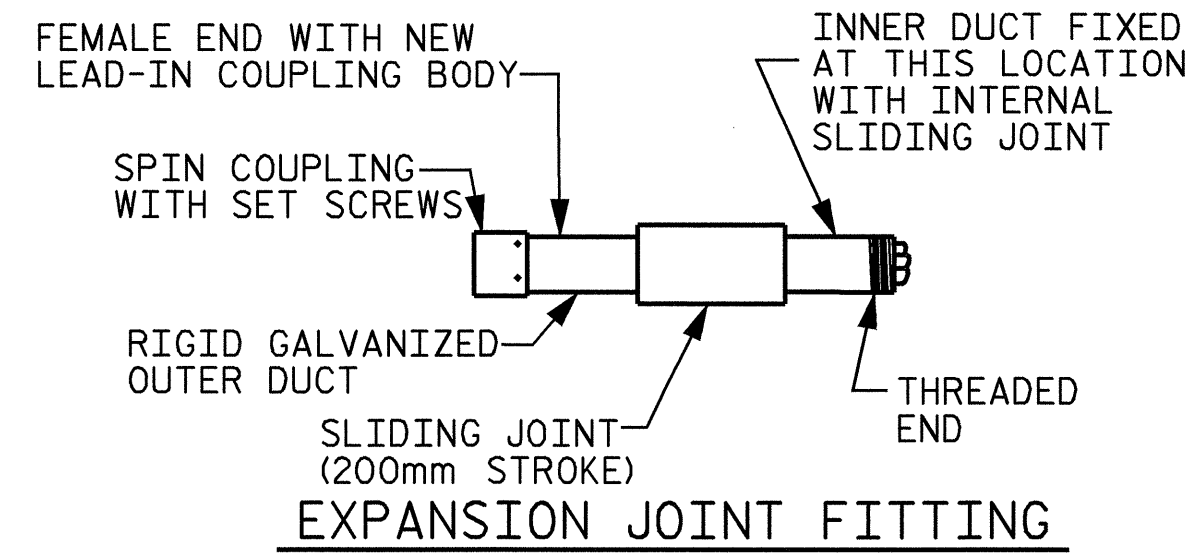 FEMALE END WITH NEW
LEAD-IN COUPLING BODY
INNER DUCT FIXED
AT THIS LOCATION
WITH INTERNAL
SLIDING JOINT
SPIN COUPLING
WITH SET SCREWS
RIGID GALVANIZED
OUTER DUCT
THREADED
END
SLIDING JOINT
(200mm STROKE)
EXPANSION JOINT FITTING